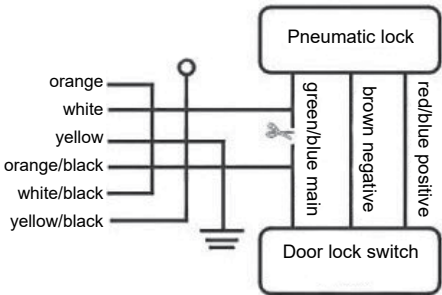 Pneumatic lock
orange
white
yellow
orange/black
white/black
yellow/black
green/blue main
brown negative
red/blue positive
Door lock switch